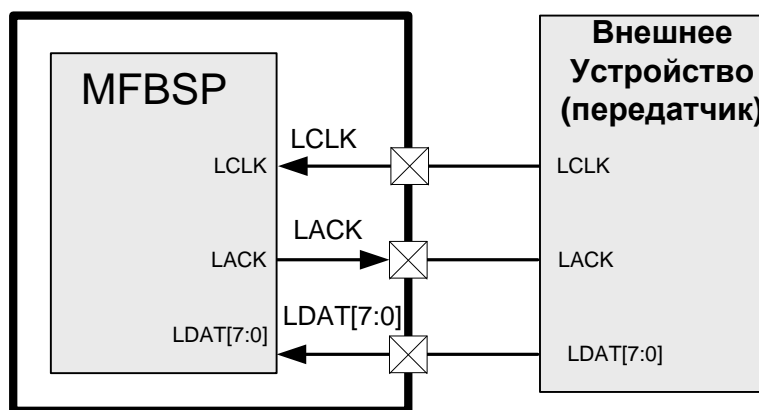 Внешнее
Устройство
(передатчик)
MFBSP
LCLK
LCLK
LCLK
LACK
LACK
LACK
LDAT[7:0]
LDAT[7:0]
LDAT[7:0]